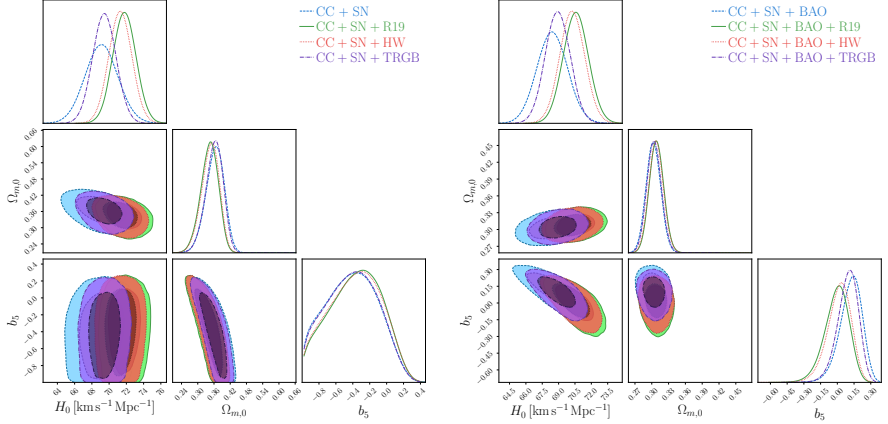 CC + SN
CC + SN + R19
CC + SN + HW
CC + SN + TRGB
0.66
0.60
0.54
0.48
0.42
0.36
0.30
0.24
Ω_{m,0}
0.4
0.2
0.0
−0.2
−0.4
−0.6
−0.8
b_5
64 66 68 70 72 74 76
H_0 [km s^{−1} Mpc^{−1}]
0.24 0.30 0.36 0.42 0.48 0.54 0.60 0.66
Ω_{m,0}
−0.8 −0.6 −0.4 −0.2 0.0 0.2 0.4
b_5
CC + SN + BAO
CC + SN + BAO + R19
CC + SN + BAO + HW
CC + SN + BAO + TRGB
0.45
0.42
0.39
0.36
0.33
0.30
0.27
Ω_{m,0}
0.30
0.15
0.00
−0.15
−0.30
−0.45
−0.60
b_5
64.5 66.0 67.5 69.0 70.5 72.0 73.5
H_0 [km s^{−1} Mpc^{−1}]
0.27 0.30 0.33 0.36 0.39 0.42 0.45
Ω_{m,0}
−0.60 −0.45 −0.30 −0.15 0.00 0.15 0.30
b_5